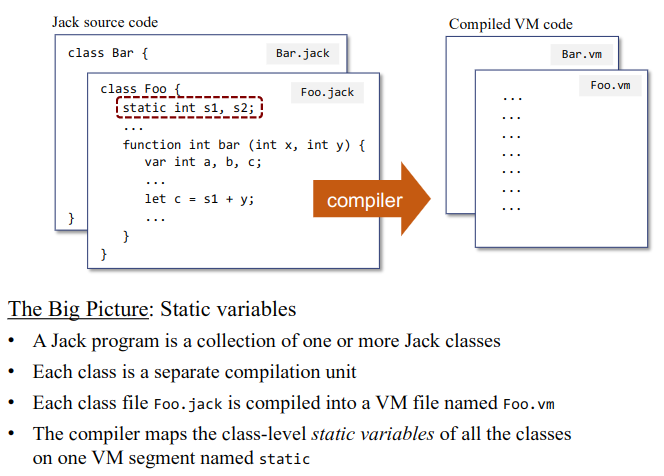 Jack source code
Compiled VM code
class Bar {
Bar.jack
}
class Foo {
Foo.jack
static int s1, s2;
...
function int bar (int x, int y) {
var int a, b, c;
...
let c = s1 + y;
...
}
}
compiler
Bar.vm
Foo.vm
...
...
...
...
...
...
...
The Big Picture: Static variables
• A Jack program is a collection of one or more Jack classes
• Each class is a separate compilation unit
• Each class file Foo.jack is compiled into a VM file named Foo.vm
• The compiler maps the class-level static variables of all the classes
on one VM segment named static